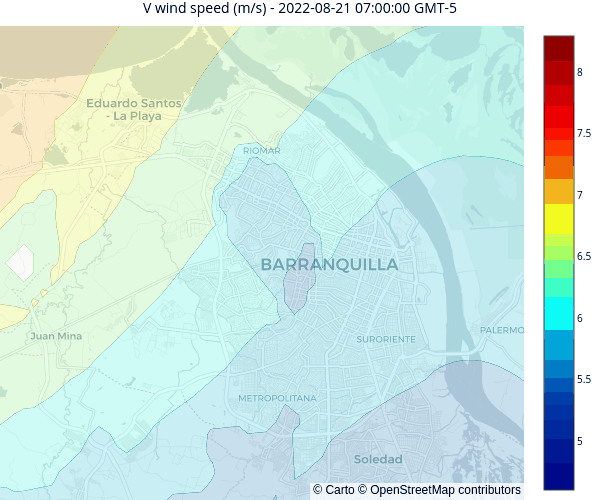 V wind speed (m/s) - 2022-08-21 07:00:00 GMT-5
Eduardo Santos
- La Playa
RIOMAR
BARRANQUILLA
Juan Mina
SURORIENTE
PALERMO
METROPOLITANA
Soledad
© Carto © OpenStreetMap contributors
8
7.5
7
6.5
6
5.5
5